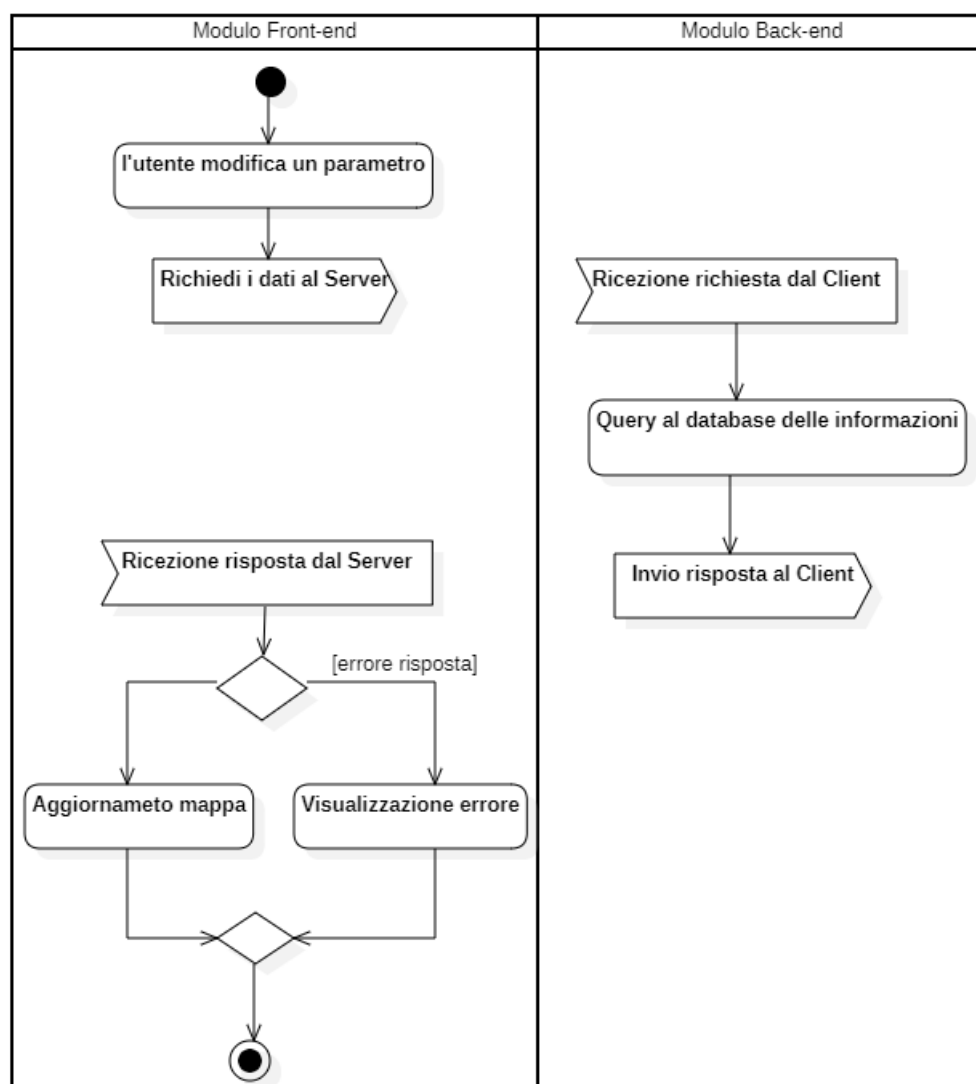 Modulo Front-end
Modulo Back-end
l'utente modifica un parametro
Richiedi i dati al Server
Ricezione richiesta dal Client
Query al database delle informazioni
Ricezione risposta dal Server
Invio risposta al Client
[errore risposta]
Aggiornameto mappa
Visualizzazione errore